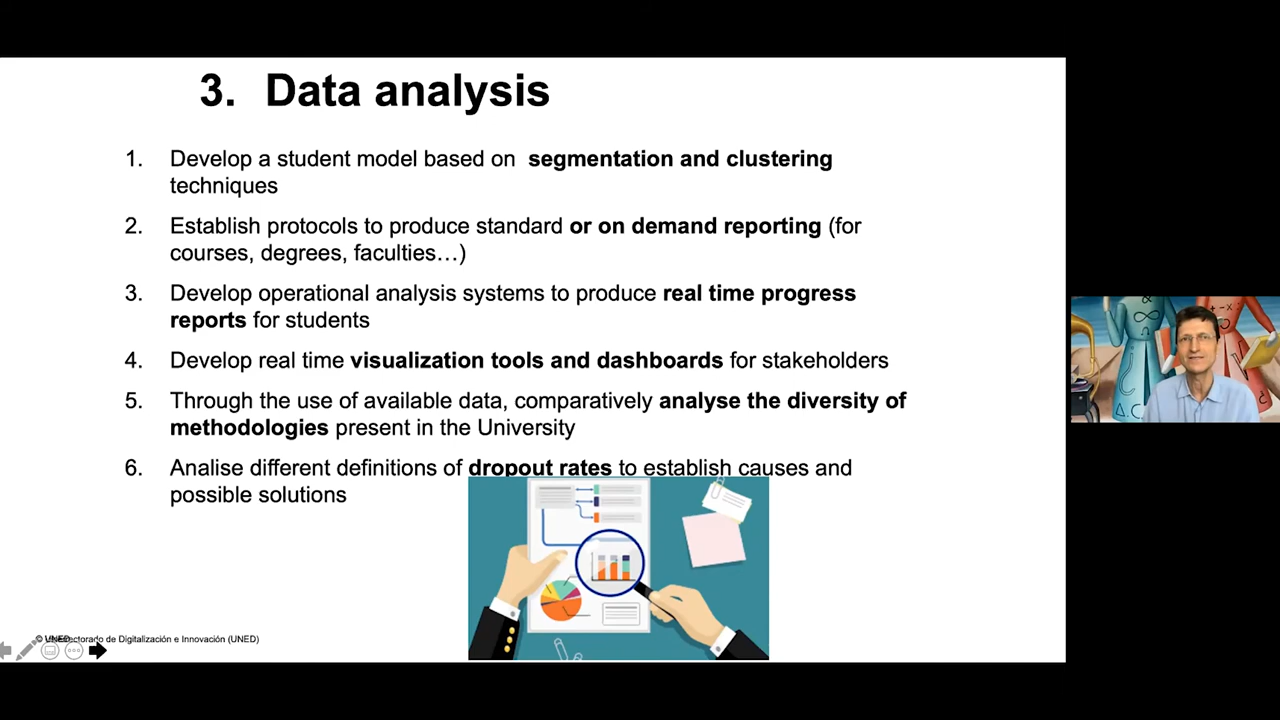 3. Data analysis
1. Develop a student model based on segmentation and clustering
techniques
2. Establish protocols to produce standard or on demand reporting (for
courses, degrees, faculties…)
3. Develop operational analysis systems to produce real time progress
reports for students
4. Develop real time visualization tools and dashboards for stakeholders
5. Through the use of available data, comparatively analyse the diversity of
methodologies present in the University
6. Analise different definitions of dropout rates to establish causes and
possible solutions
de Digitalización e Innovación (UNED)